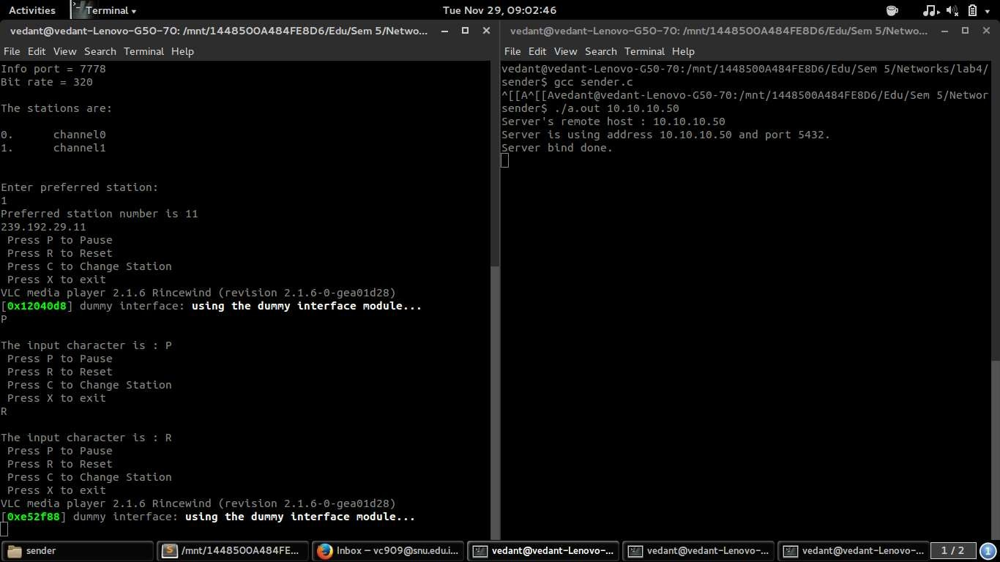 Activities
Terminal
Tue Nov 29, 09:02:46
vedant@vedant-Lenovo-G50-70: /mnt/1448500A484FE8D6/Edu/Sem 5/Netwo...
File Edit View Search Terminal Help
Info port = 7778
Bit rate = 320
The stations are:
0. channel0
1. channel1
Enter preferred station:
1
Preferred station number is 11
239.192.29.11
Press P to Pause
Press R to Reset
Press C to Change Station
Press X to exit
VLC media player 2.1.6 Rincewind (revision 2.1.6-0-gea01d28)
[0x12040d8] dummy interface: using the dummy interface module...
P
The input character is : P
Press P to Pause
Press R to Reset
Press C to Change Station
Press X to exit
R
The input character is : R
Press P to Pause
Press R to Reset
Press C to Change Station
Press X to exit
VLC media player 2.1.6 Rincewind (revision 2.1.6-0-gea01d28)
[0xe52f88] dummy interface: using the dummy interface module...
vedant@vedant-Lenovo-G50-70: /mnt/1448500A484FE8D6/Edu/Sem 5/Netwo...
File Edit View Search Terminal Help
vedant@vedant-Lenovo-G50-70:/mnt/1448500A484FE8D6/Edu/Sem 5/Networks/lab4/
sender$ gcc sender.c
^[[A^[[Avedant@vedant-Lenovo-G50-70:/mnt/1448500A484FE8D6/Edu/Sem 5/Networ
sender$ ./a.out 10.10.10.50
Server's remote host : 10.10.10.50
Server is using address 10.10.10.50 and port 5432.
Server bind done.
sender
S
/mnt/1448500A484FE...
Inbox – vc909@snu.edu.i...
vedant@vedant-Lenovo-...
vedant@vedant-Lenovo-...
vedant@vedant-Lenovo-...
1 / 2
1